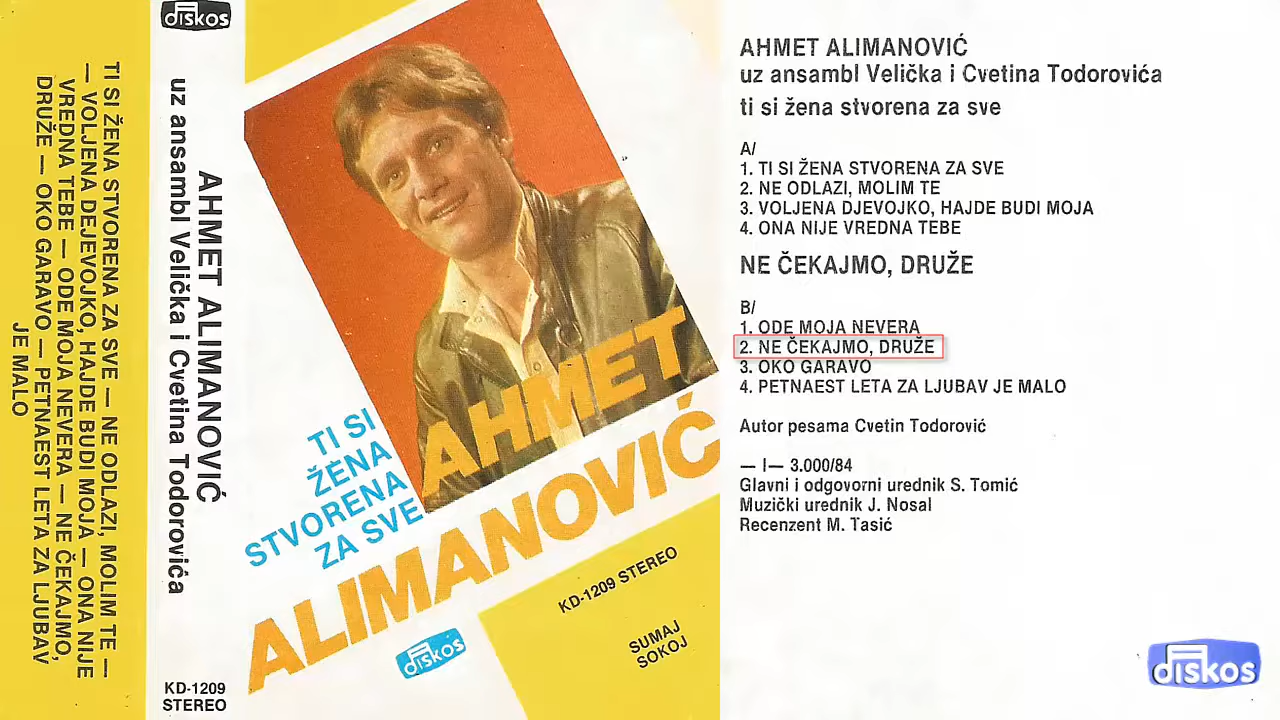 TI SI ŽENA STVORENA ZA SVE — NE ODLAZI, MOLIM TE —
— VOLJENA DEJEVOJKO, HAJDE BUDI MOJA — ONA NIJE
VREDNA TEBE — ODE MOJA NEVERA — NE ČEKAJMO,
DRUŽE — OKO GARAVO — PETNAEST LETA ZA LJUBAV
JE MALO
diskos
AHMET ALIMANOVIĆ
uz ansambl Velička i Cvetina Todorovića
KD-1209
STEREO
AHMET
ALIMANOVIĆ
TI SI
ŽENA
STVORENA
ZA SVE
KD-1209 STEREO
SUMAJ
SOKOJ
diskos
AHMET ALIMANOVIĆ
uz ansambl Velička i Cvetina Todorovića
ti si žena stvorena za sve
A/
1. TI SI ŽENA STVORENA ZA SVE
2. NE ODLAZI, MOLIM TE
3. VOLJENA DJEVOJKO, HAJDE BUDI MOJA
4. ONA NIJE VREDNA TEBE
NE ČEKAJMO, DRUŽE
B/
1. ODE MOJA NEVERA
2. NE ČEKAJMO, DRUŽE
3. OKO GARAVO
4. PETNAEST LETA ZA LJUBAV JE MALO
Autor pesama Cvetin Todorović
— I— 3.000/84
Glavni i odgovorni urednik S. Tomić
Muzički urednik J. Nosal
Recenzent M. Tasić
diskos